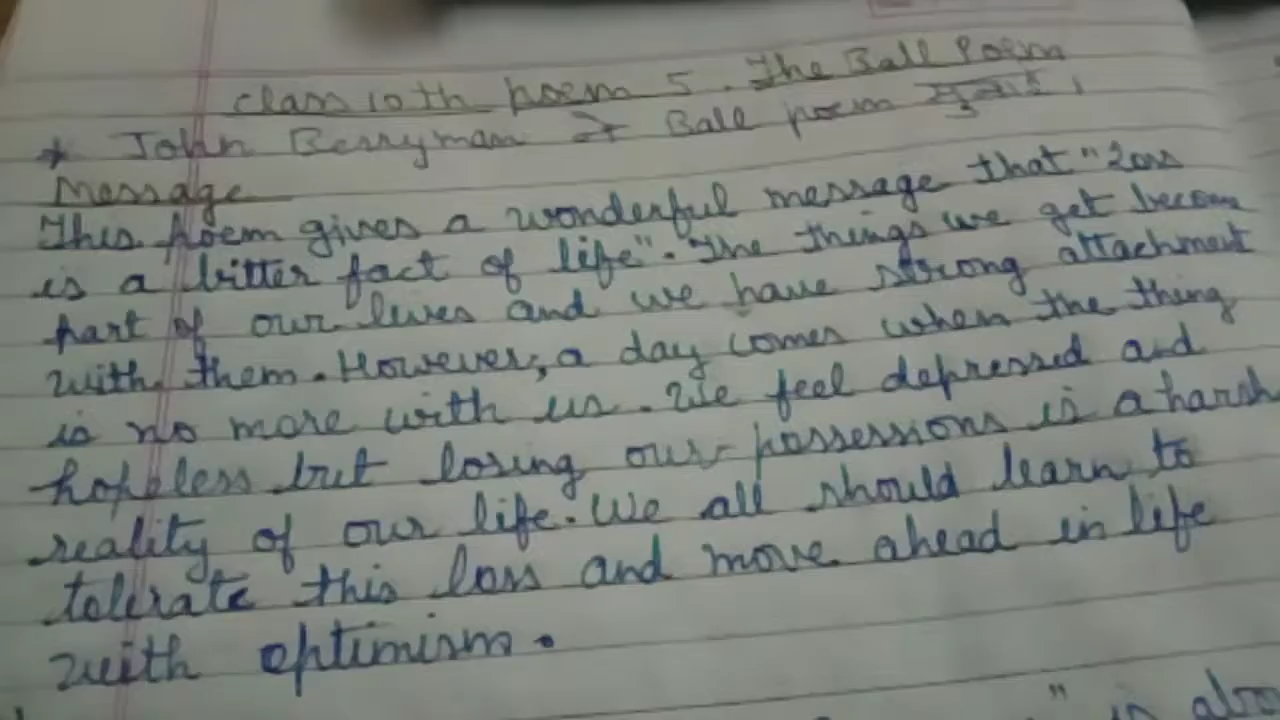 class 10th poem 5. The Ball Poem
* John Berryman ने Ball poem सुनाई।
Message
This Poem gives a wonderful message that "Loss
is a bitter fact of life". The things we get become
part of our lives and we have strong attachment
with them. However, a day comes when the thing
is no more with us. We feel depressed and
hopeless but losing our possessions is a harsh
reality of our life. We all should learn to
tolerate this loss and move ahead in life
with optimism.
" is also